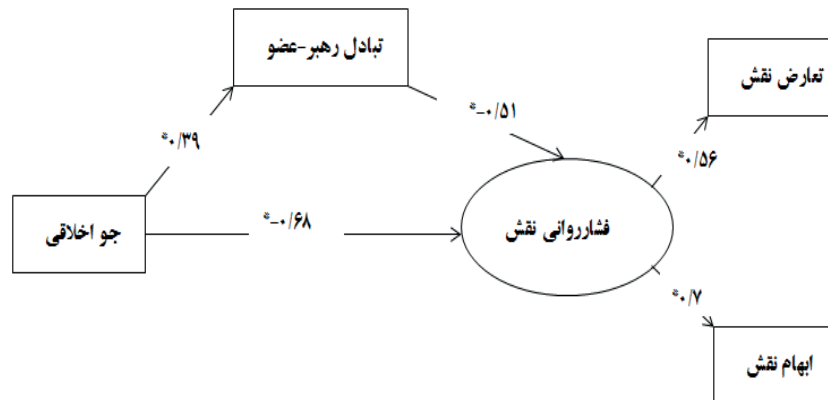 تبادل رهبر-عضو
تعارض نقش
*-۰/۵۱
*۰/۳۹
*۰/۵۶
جو اخلاقی
*-۰/۶۸
فشارروانی نقش
*۰/۷
ابهام نقش